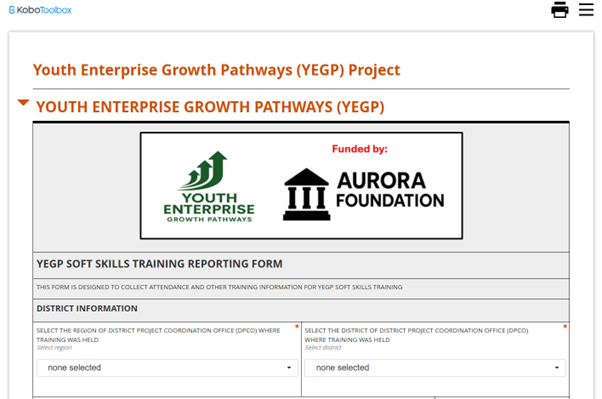 KoboToolbox
Youth Enterprise Growth Pathways (YEGP) Project
YOUTH ENTERPRISE GROWTH PATHWAYS (YEGP)
Funded by:
YOUTH
ENTERPRISE
GROWTH PATHWAYS
AURORA
FOUNDATION
YEGP SOFT SKILLS TRAINING REPORTING FORM
THIS FORM IS DESIGNED TO COLLECT ATTENDANCE AND OTHER TRAINING INFORMATION FOR YEGP SOFT SKILLS TRAINING
DISTRICT INFORMATION
SELECT THE REGION OF DISTRICT PROJECT COORDINATION OFFICE (DPCO) WHERE
TRAINING WAS HELD
*
Select region
none selected
SELECT THE DISTRICT OF DISTRICT PROJECT COORDINATION OFFICE (DPCO)
WHERE TRAINING WAS HELD
*
Select district
none selected